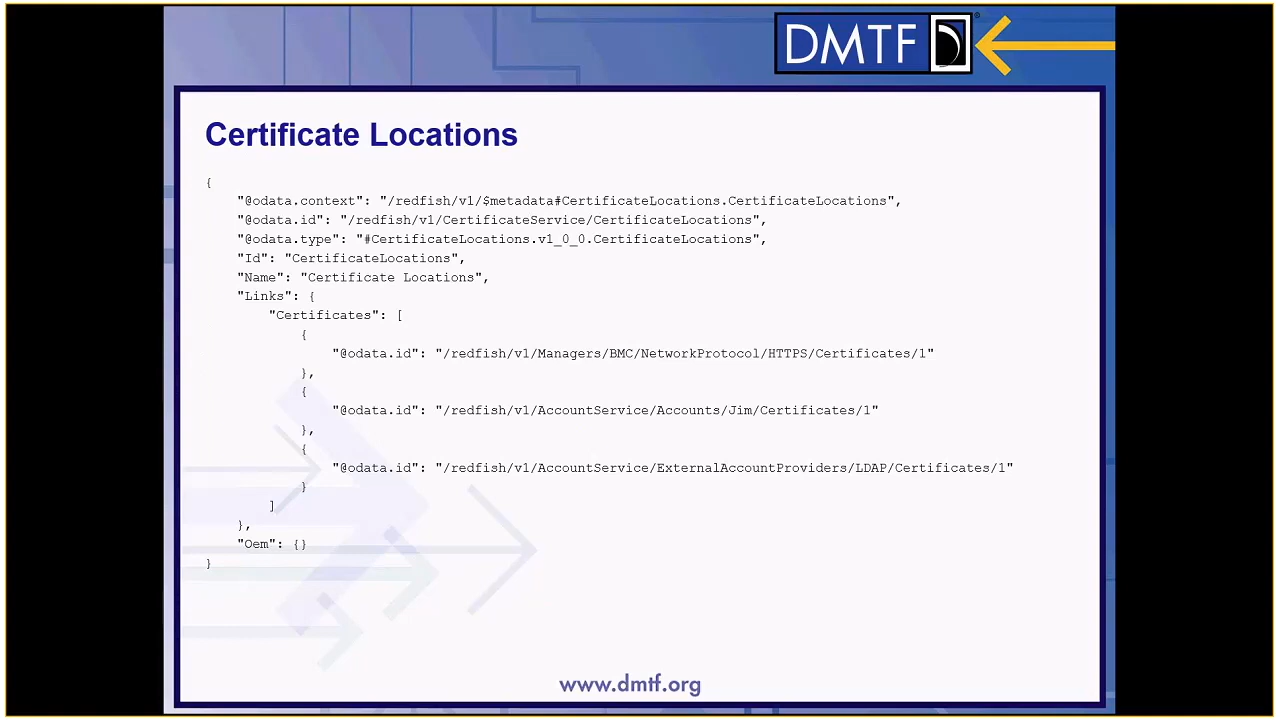 DMTF
Certificate Locations
{
"@odata.context": "/redfish/v1/$metadata#CertificateLocations.CertificateLocations",
"@odata.id": "/redfish/v1/CertificateService/CertificateLocations",
"@odata.type": "#CertificateLocations.v1_0_0.CertificateLocations",
"Id": "CertificateLocations",
"Name": "Certificate Locations",
"Links": {
"Certificates": [
{
"@odata.id": "/redfish/v1/Managers/BMC/NetworkProtocol/HTTPS/Certificates/1"
},
{
"@odata.id": "/redfish/v1/AccountService/Accounts/Jim/Certificates/1"
},
{
"@odata.id": "/redfish/v1/AccountService/ExternalAccountProviders/LDAP/Certificates/1"
}
]
},
"Oem": {}
}
www.dmtf.org